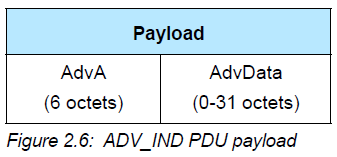 Payload
AdvA AdvData
(6 octets) (0-31 octets)
Figure 2.6: ADV_IND PDU payload